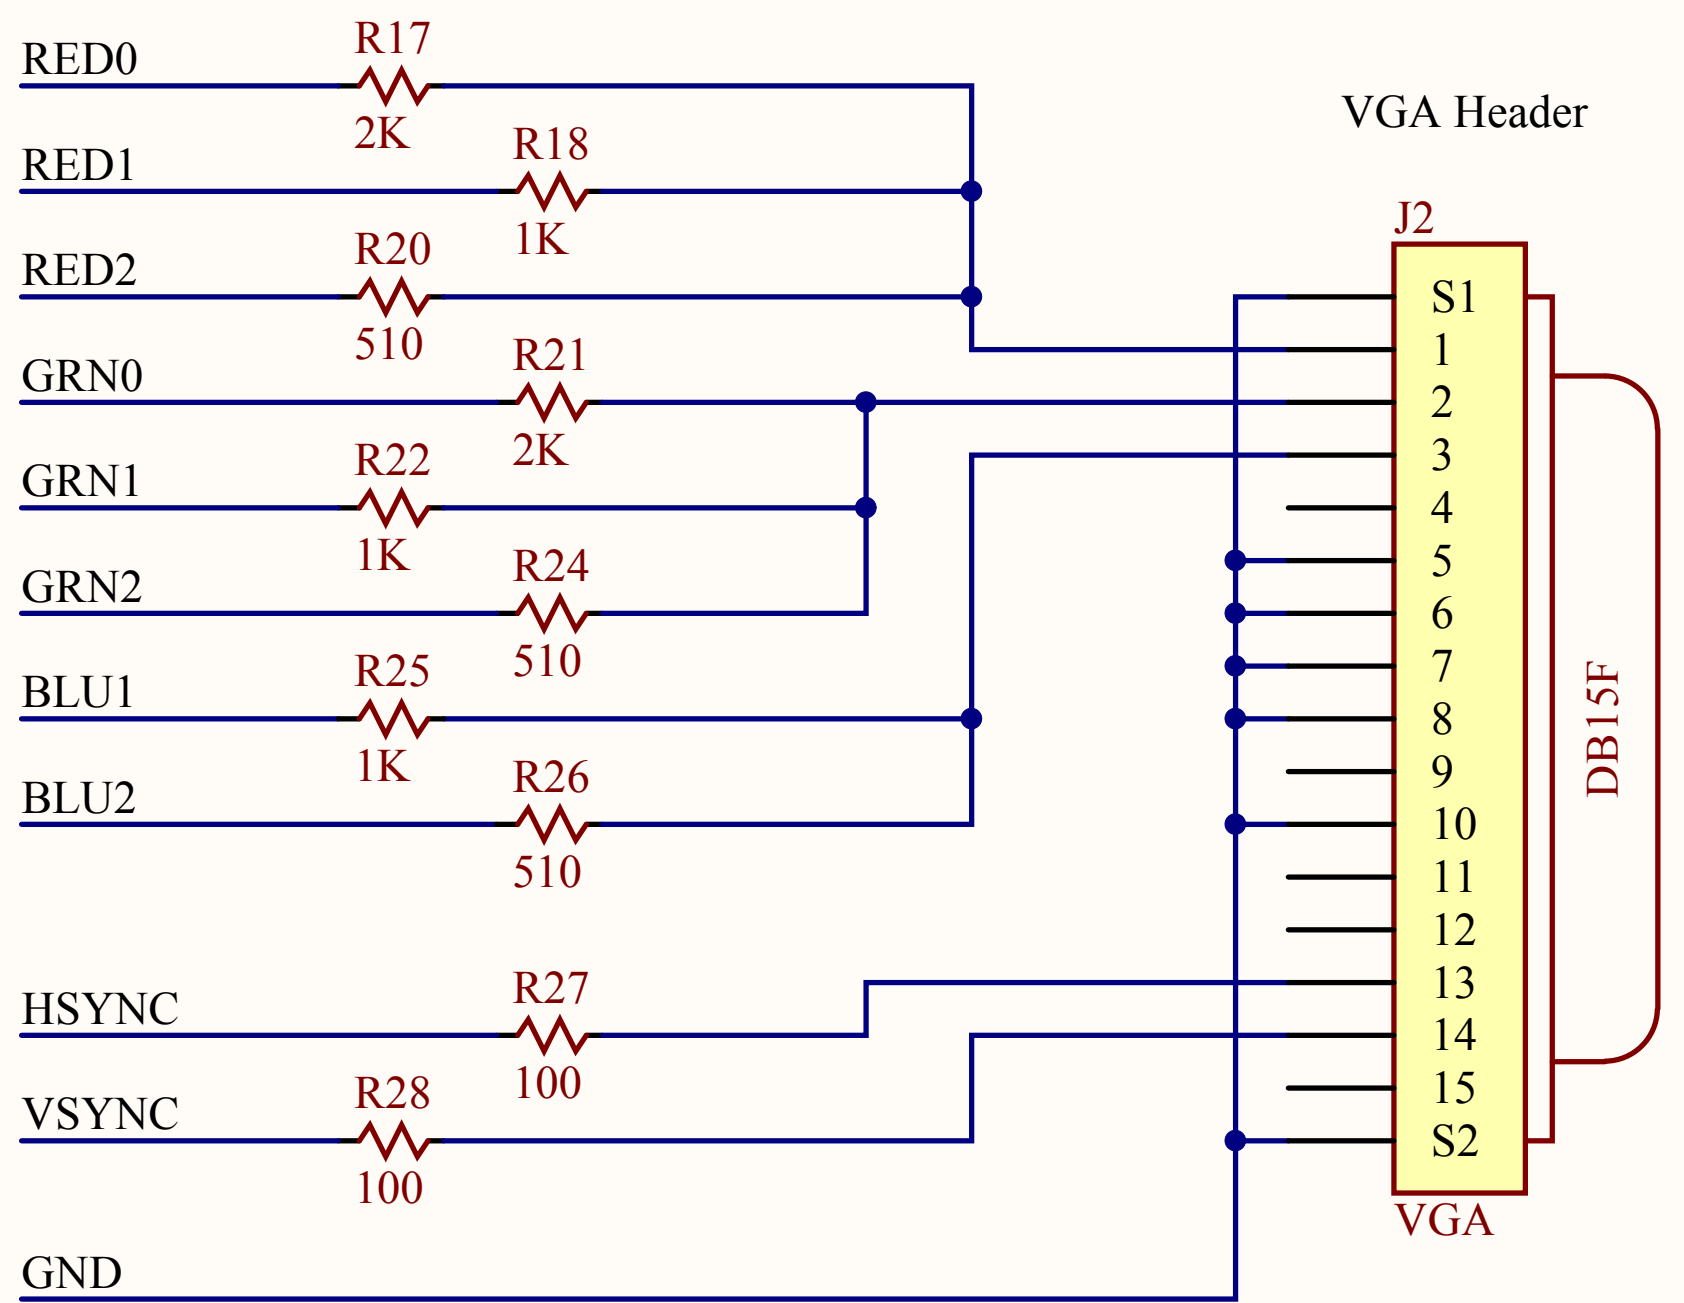 RED0
R17
2K
RED1
R18
1K
RED2
R20
510
GRN0
R21
2K
GRN1
R22
1K
GRN2
R24
510
BLU1
R25
1K
BLU2
R26
510
HSYNC
R27
100
VSYNC
R28
100
GND
VGA Header
J2
S1
1
2
3
4
5
6
7
8
9
10
11
12
13
14
15
S2
DB15F
VGA